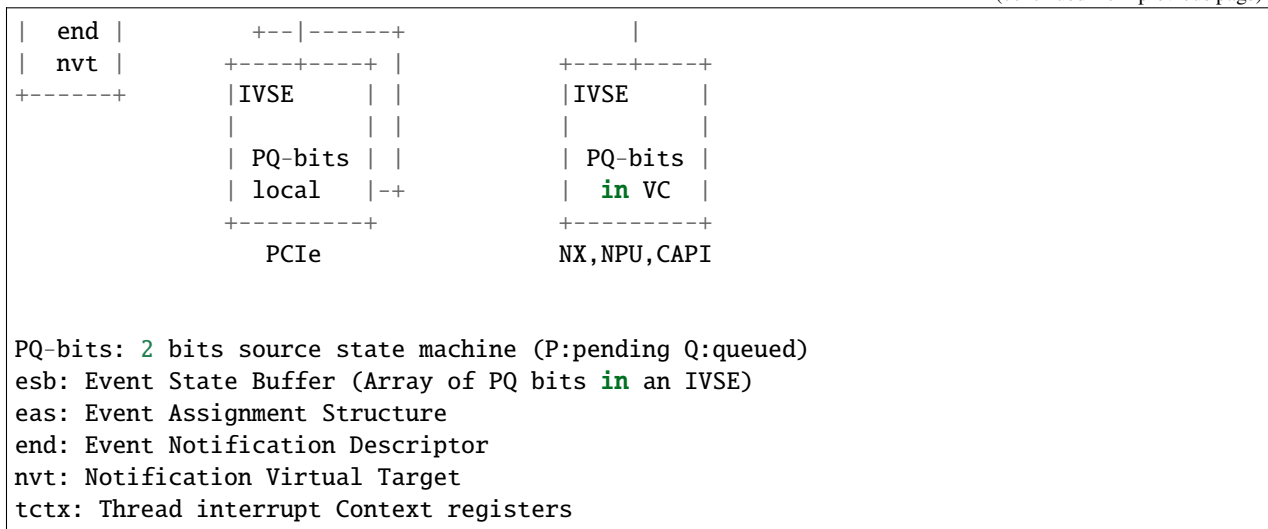 |  end |         +--|------+                   |
|  nvt |       +----+----+ |              +----+----+
+------+       |IVSE     | |              |IVSE     |
               |         | |              |         |
               | PQ-bits | |              | PQ-bits |
               | local   |-+              |  in VC  |
               +---------+                +---------+
                  PCIe                    NX,NPU,CAPI
PQ-bits: 2 bits source state machine (P:pending Q:queued)
esb: Event State Buffer (Array of PQ bits in an IVSE)
eas: Event Assignment Structure
end: Event Notification Descriptor
nvt: Notification Virtual Target
tctx: Thread interrupt Context registers